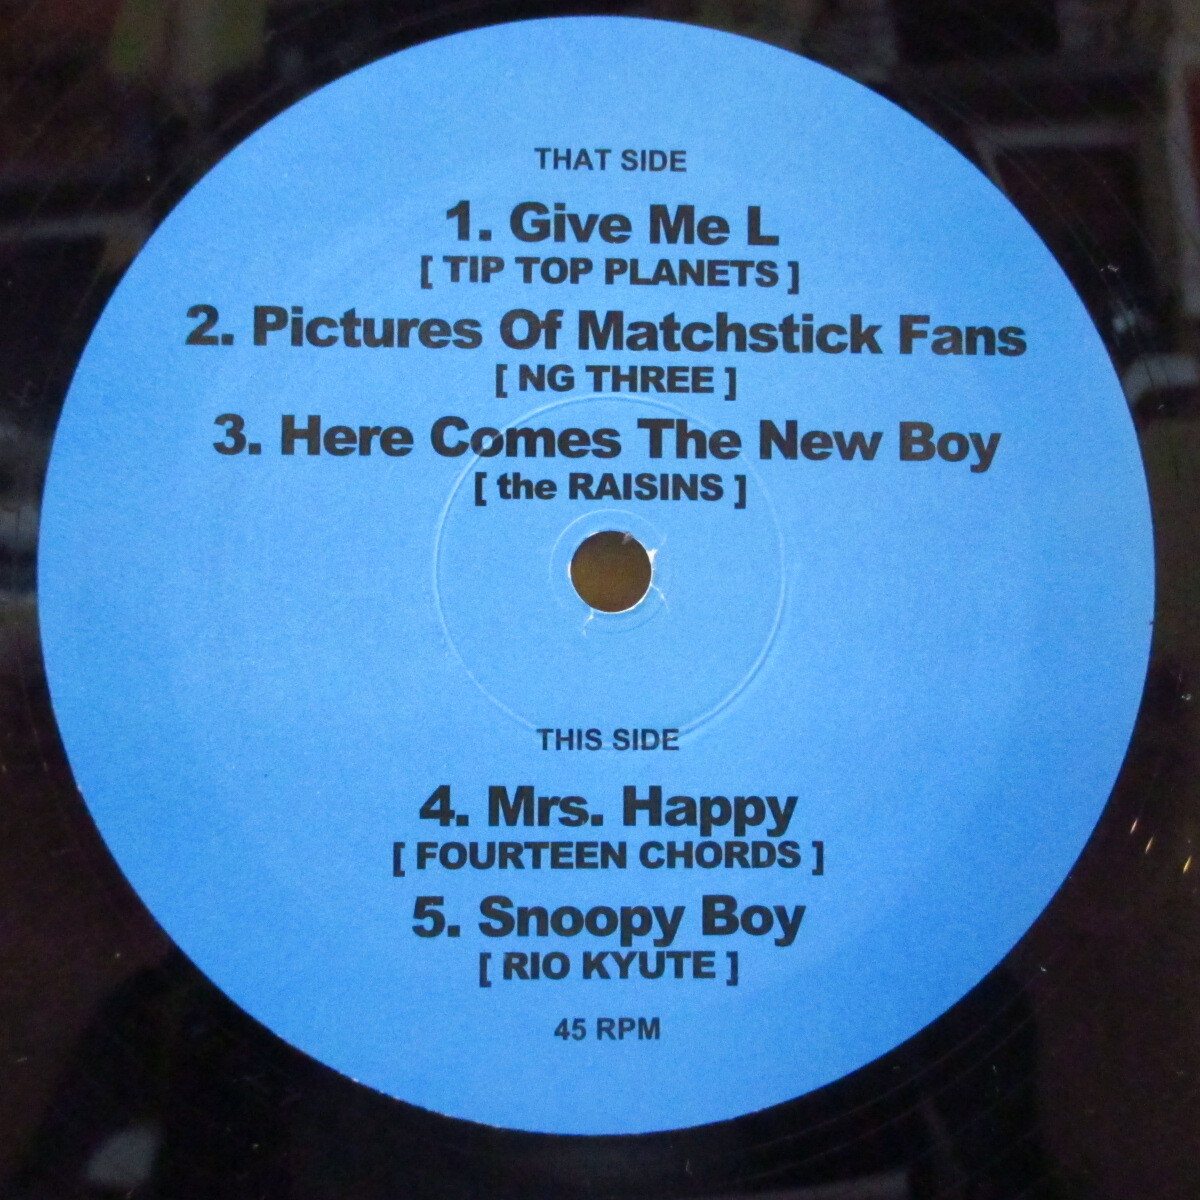 THAT SIDE
1. Give Me L
[ TIP TOP PLANETS ]
2. Pictures Of Matchstick Fans
[ NG THREE ]
3. Here Comes The New Boy
[ the RAISINS ]
THIS SIDE
4. Mrs. Happy
[ FOURTEEN CHORDS ]
5. Snoopy Boy
[ RIO KYUTE ]
45 RPM